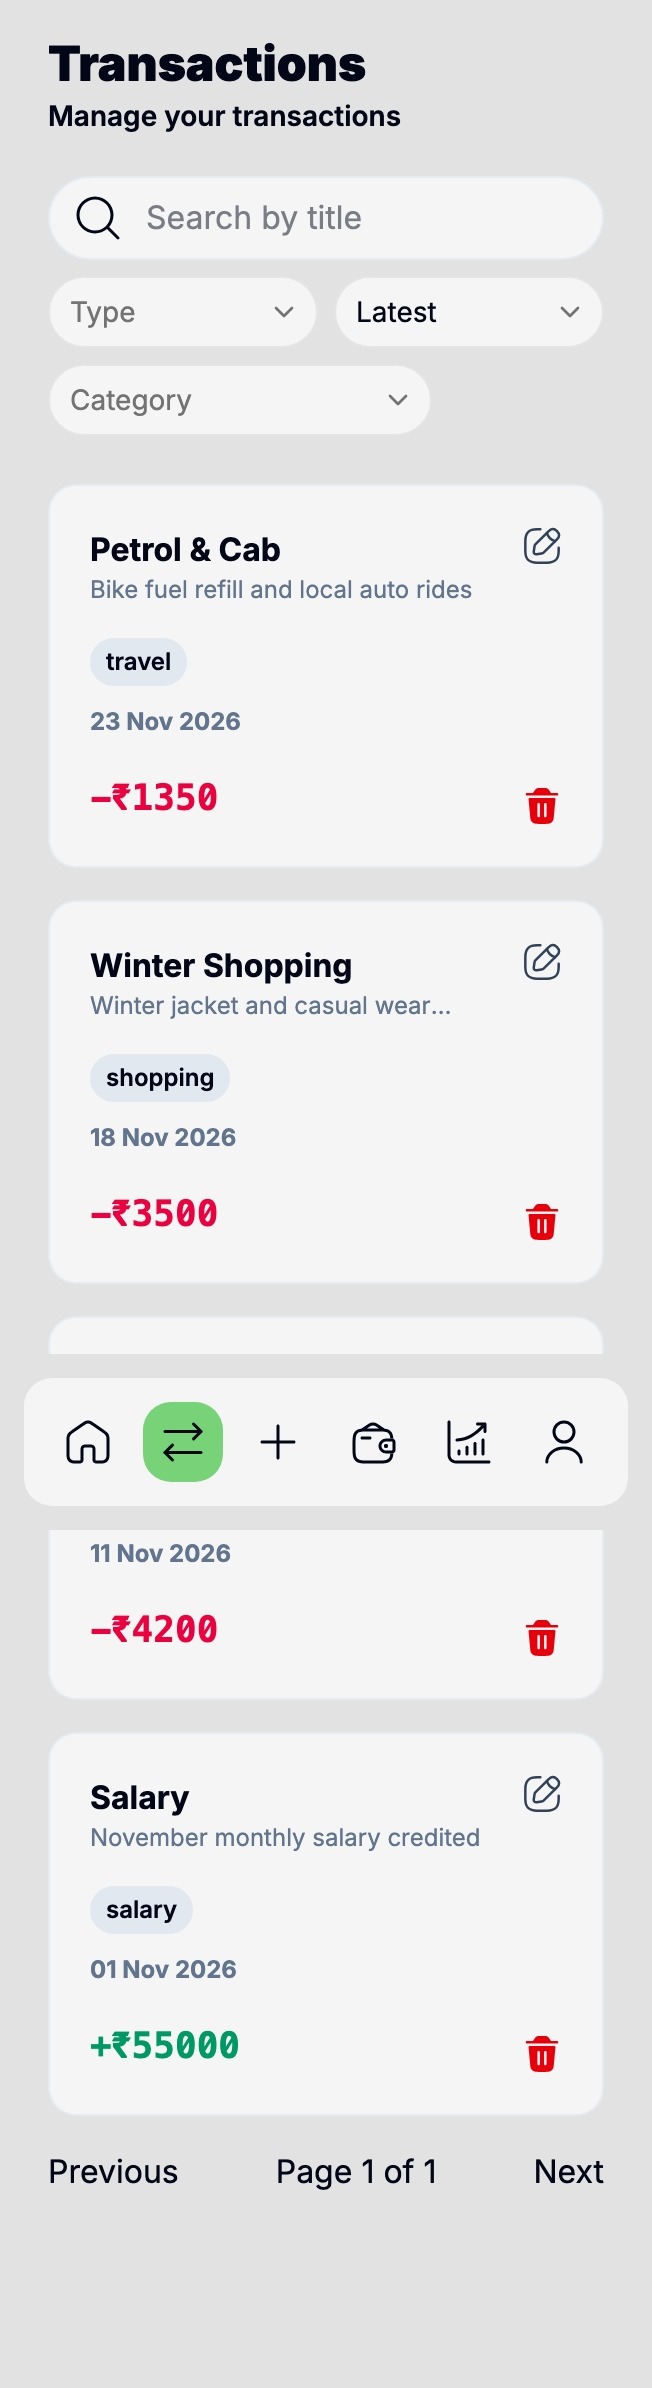 Transactions
Manage your transactions
Search by title
Type
Latest
Category
Petrol & Cab
Bike fuel refill and local auto rides
travel
23 Nov 2026
−₹1350
Winter Shopping
Winter jacket and casual wear...
shopping
18 Nov 2026
−₹3500
11 Nov 2026
−₹4200
Salary
November monthly salary credited
salary
01 Nov 2026
+₹55000
Previous
Page 1 of 1
Next